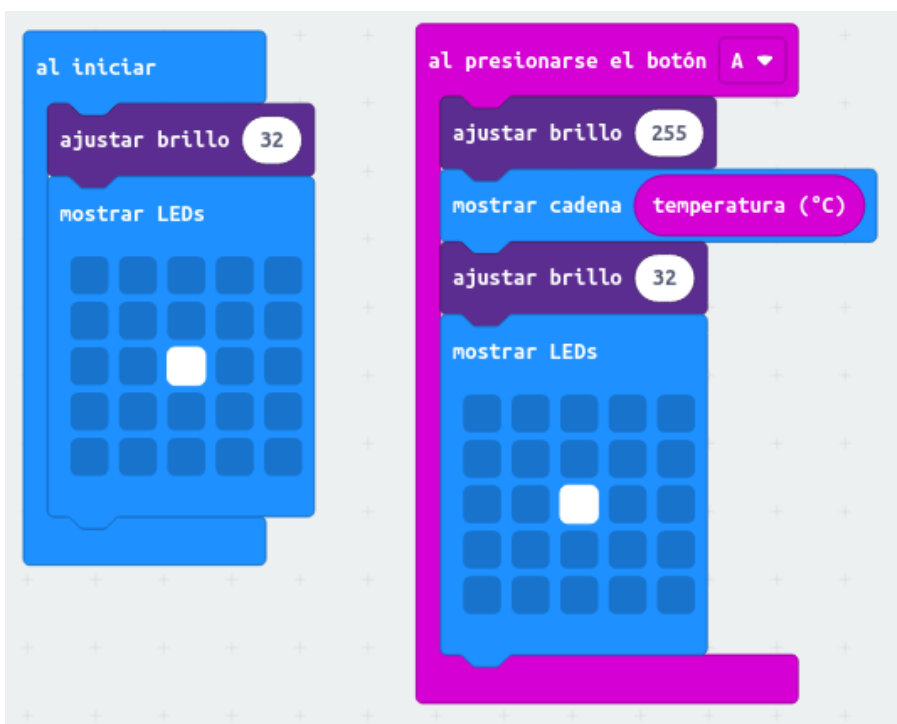 al iniciar
ajustar brillo 32
mostrar LEDs
al presionarse el botón A
ajustar brillo 255
mostrar cadena temperatura (°C)
ajustar brillo 32
mostrar LEDs